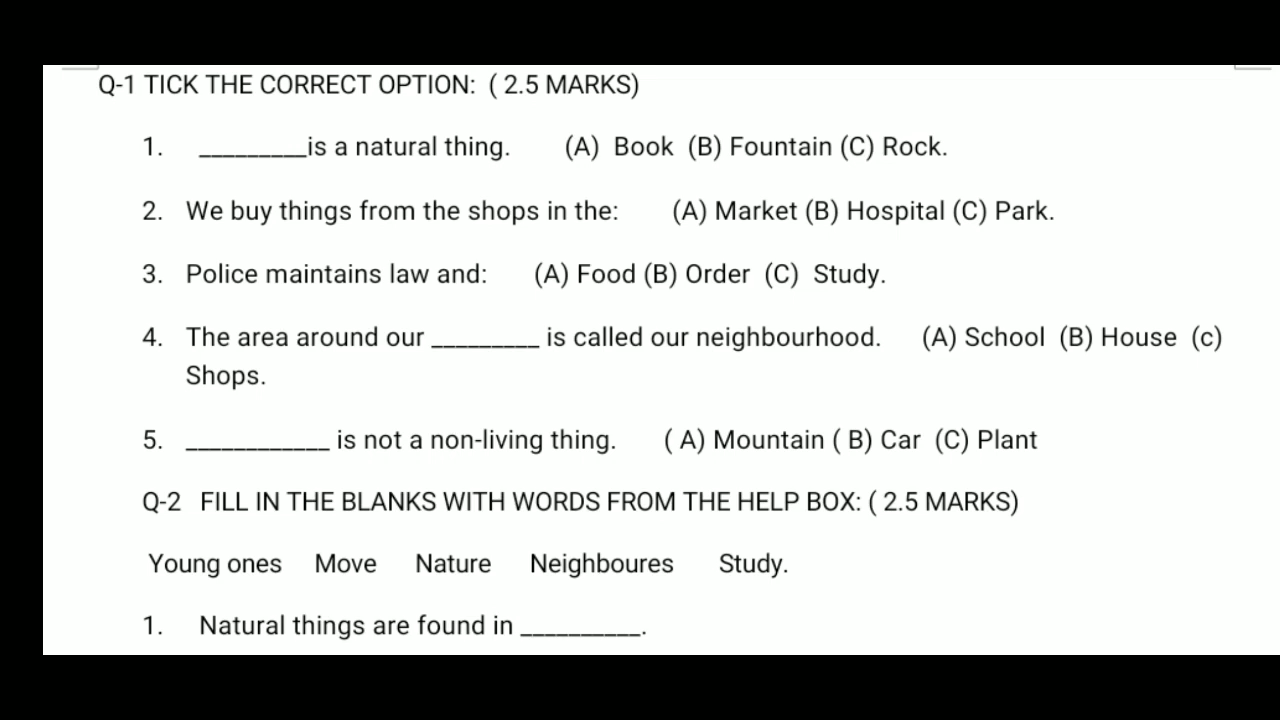 Q-1 TICK THE CORRECT OPTION: ( 2.5 MARKS)
1. _________is a natural thing. (A) Book (B) Fountain (C) Rock.
2. We buy things from the shops in the: (A) Market (B) Hospital (C) Park.
3. Police maintains law and: (A) Food (B) Order (C) Study.
4. The area around our _________ is called our neighbourhood. (A) School (B) House (c)
Shops.
5. ____________ is not a non-living thing. ( A) Mountain ( B) Car (C) Plant
Q-2 FILL IN THE BLANKS WITH WORDS FROM THE HELP BOX: ( 2.5 MARKS)
Young ones Move Nature Neighboures Study.
1. Natural things are found in __________.